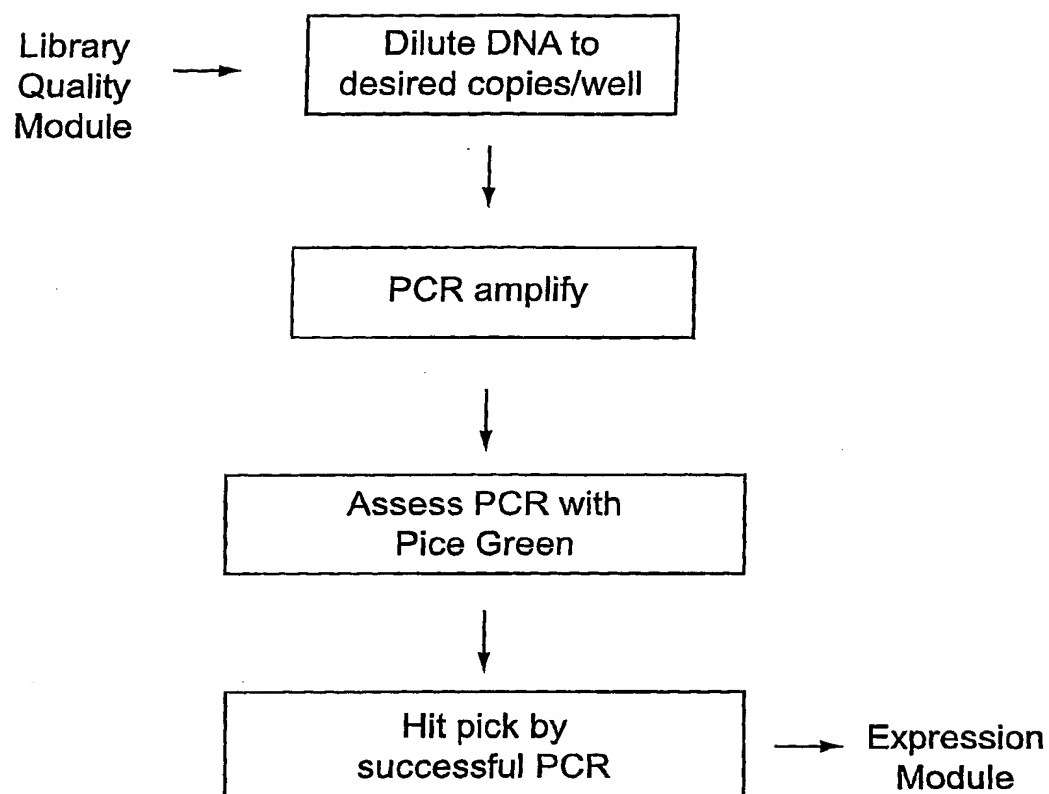 Library
Quality
Module
Dilute DNA to
desired copies/well
PCR amplify
Assess PCR with
Pice Green
Hit pick by
successful PCR
Expression
Module